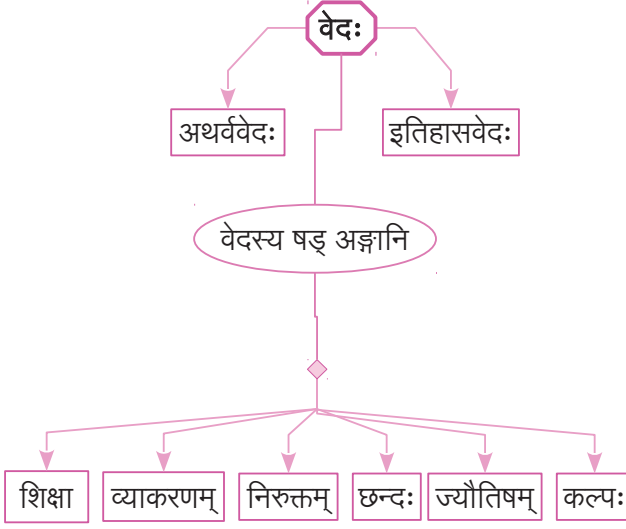 वेदः
अथर्ववेदः
इतिहासवेदः
वेदस्य षड् अङ्गानि
शिक्षा
व्याकरणम्
निरुक्तम्
छन्दः
ज्यौतिषम्
कल्पः